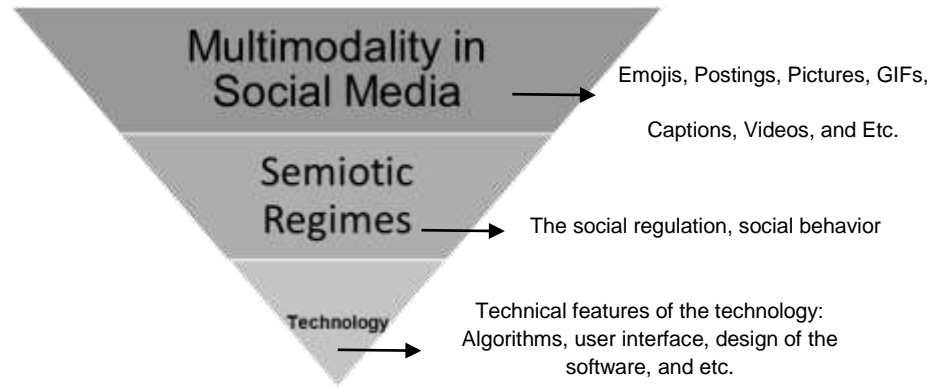 Multimodality in
Social Media
Emojis, Postings, Pictures, GIFs,
Captions, Videos, and Etc.
Semiotic
Regimes
The social regulation, social behavior
Technology
Technical features of the technology:
Algorithms, user interface, design of the
software, and etc.